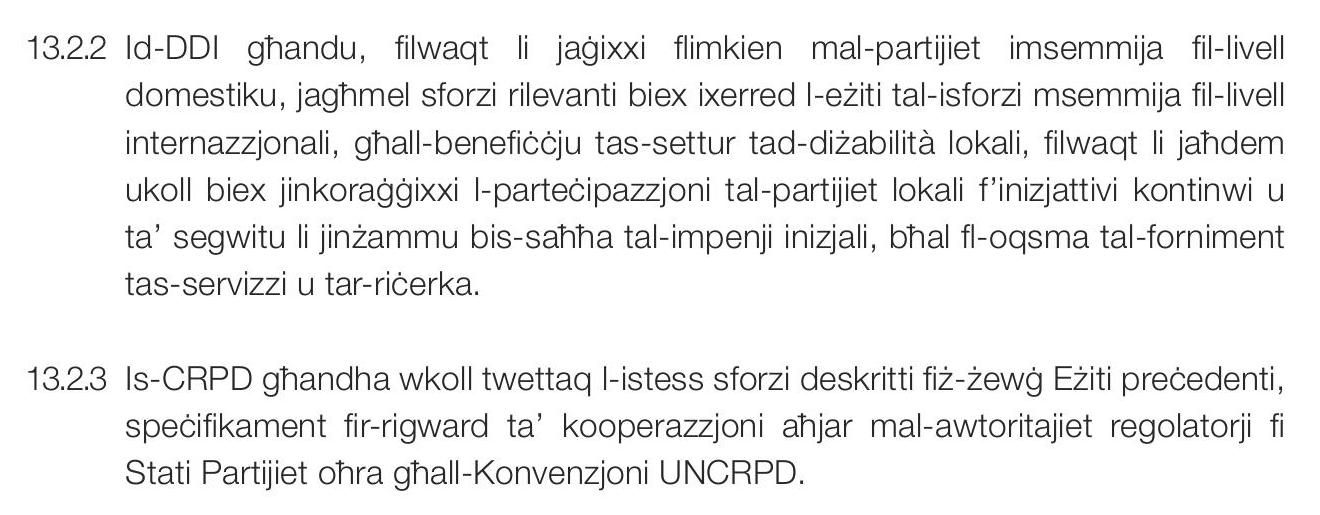 13.2.2 Id-DDI għandu, filwaqt li jaġixxi flimkien mal-partijiet imsemmija fil-livell
domestiku, jagħmel sforzi rilevanti biex ixerred l-eżiti tal-isforzi msemmija fil-livell
internazzjonali, għall-benefiċċju tas-settur tad-diżabilità lokali, filwaqt li jaħdem
ukoll biex jinkoraġġixxi l-parteċipazzjoni tal-partijiet lokali f’inizjattivi kontinwi u
ta’ segwitu li jinżammu bis-saħħa tal-impenji inizjali, bħal fl-oqsma tal-forniment
tas-servizzi u tar-riċerka.
13.2.3 Is-CRPD għandha wkoll twettaq l-istess sforzi deskritti fiż-żewġ Eżiti preċedenti,
speċifikament fir-rigward ta’ kooperazzjoni aħjar mal-awtoritajiet regolatorji fi
Stati Partijiet oħra għall-Konvenzjoni UNCRPD.